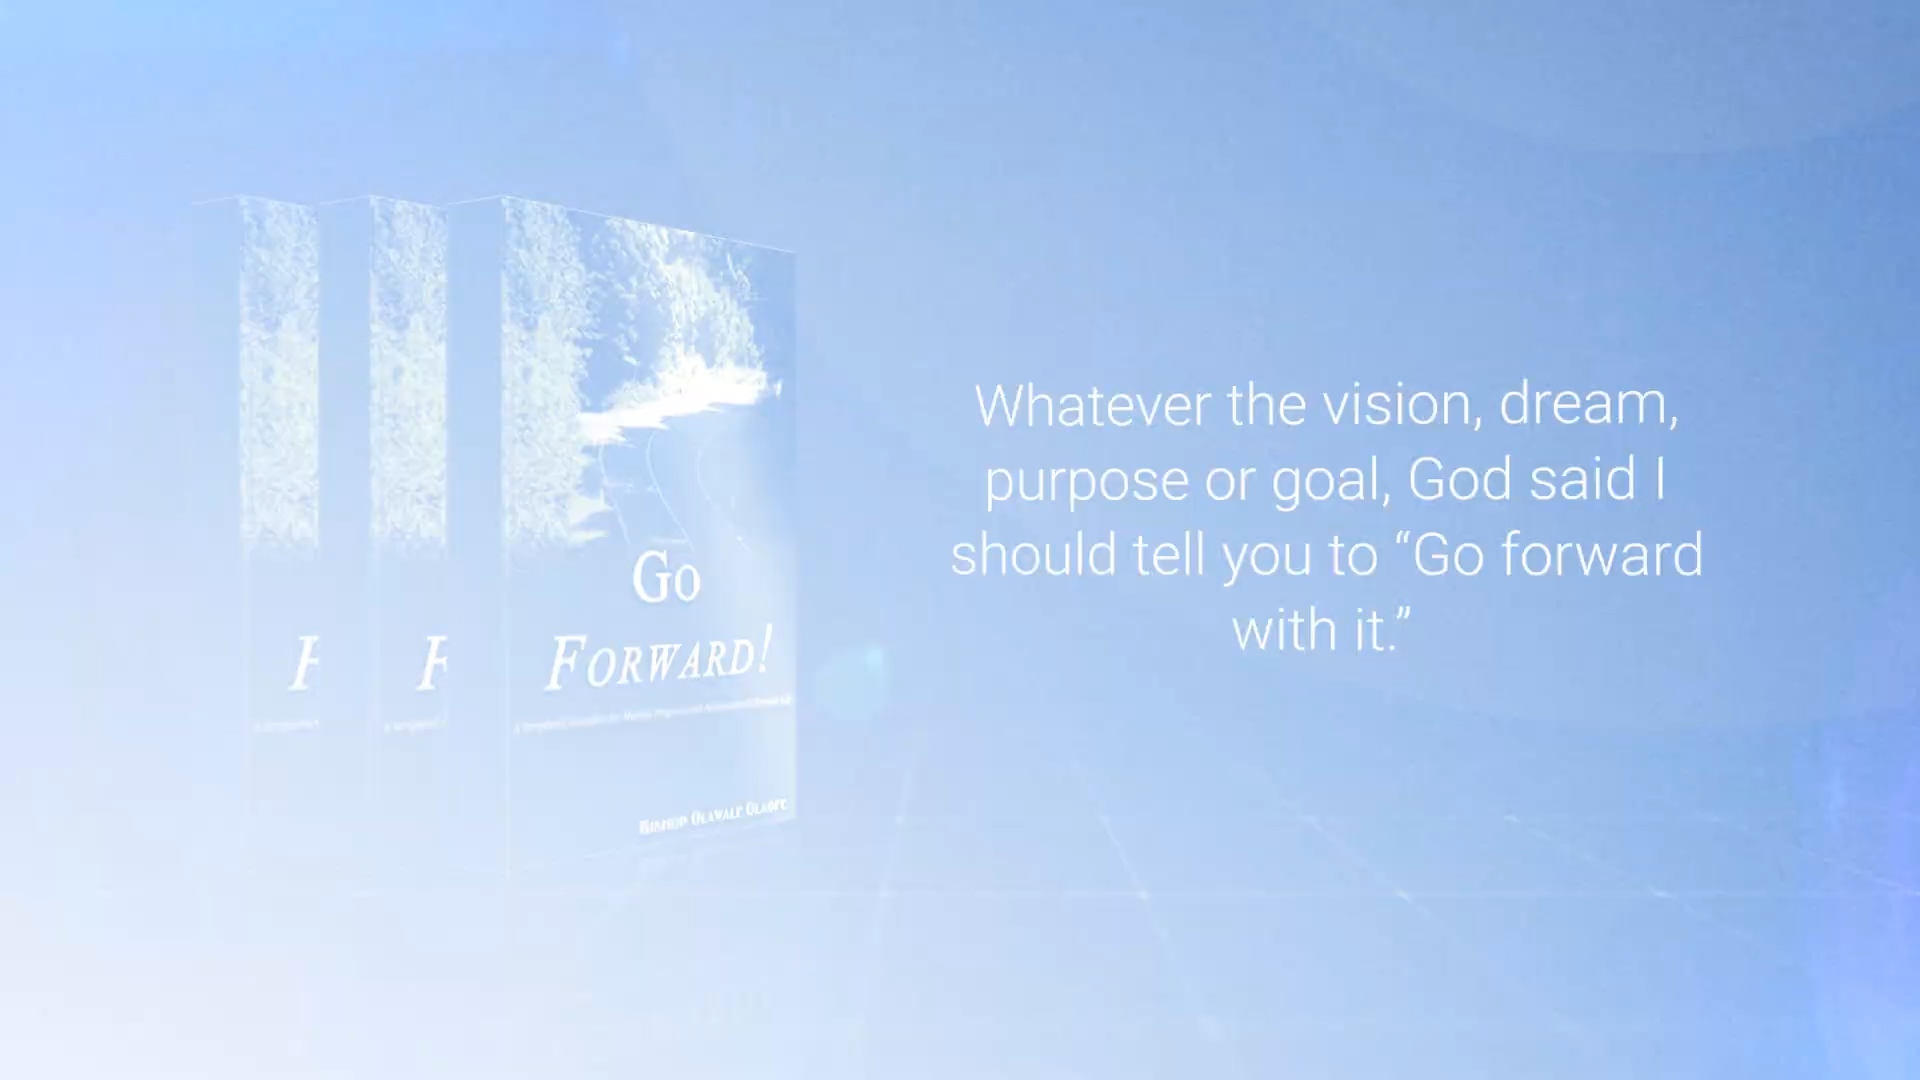 Go
FORWARD!
BISHOP OLAWALE
F
F
Whatever the vision, dream,
purpose or goal, God said I
should tell you to “Go forward
with it.”